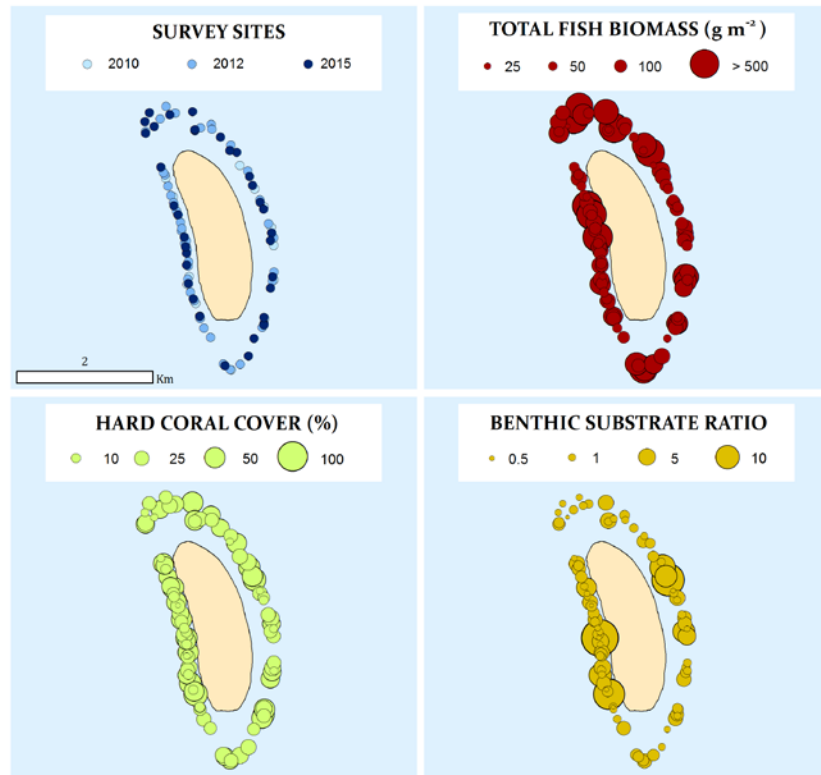 SURVEY SITES
2010 2012 2015
2
Km
TOTAL FISH BIOMASS (g m⁻²)
25 50 100 > 500
HARD CORAL COVER (%)
10 25 50 100
BENTHIC SUBSTRATE RATIO
0.5 1 5 10